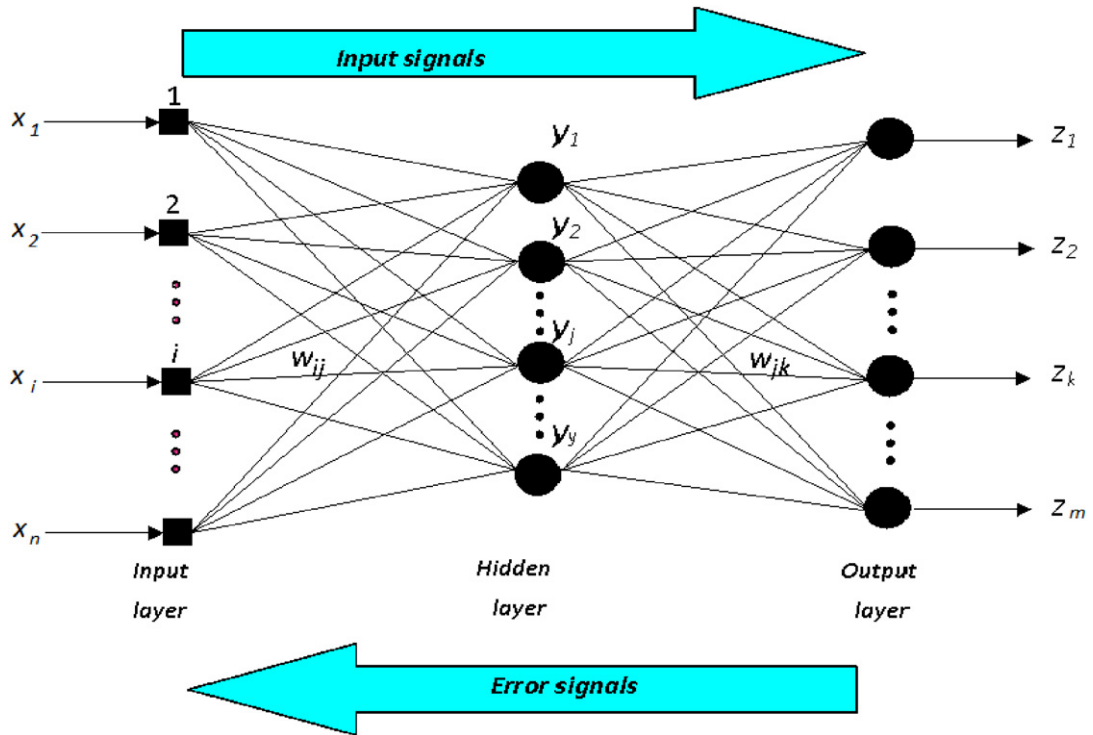 Input signals
1
x1
y1
z1
2
y2
x2
z2
i
yj
wij
wjk
xi
zk
yy
zm
xn
Input layer
Hidden layer
Output layer
Error signals